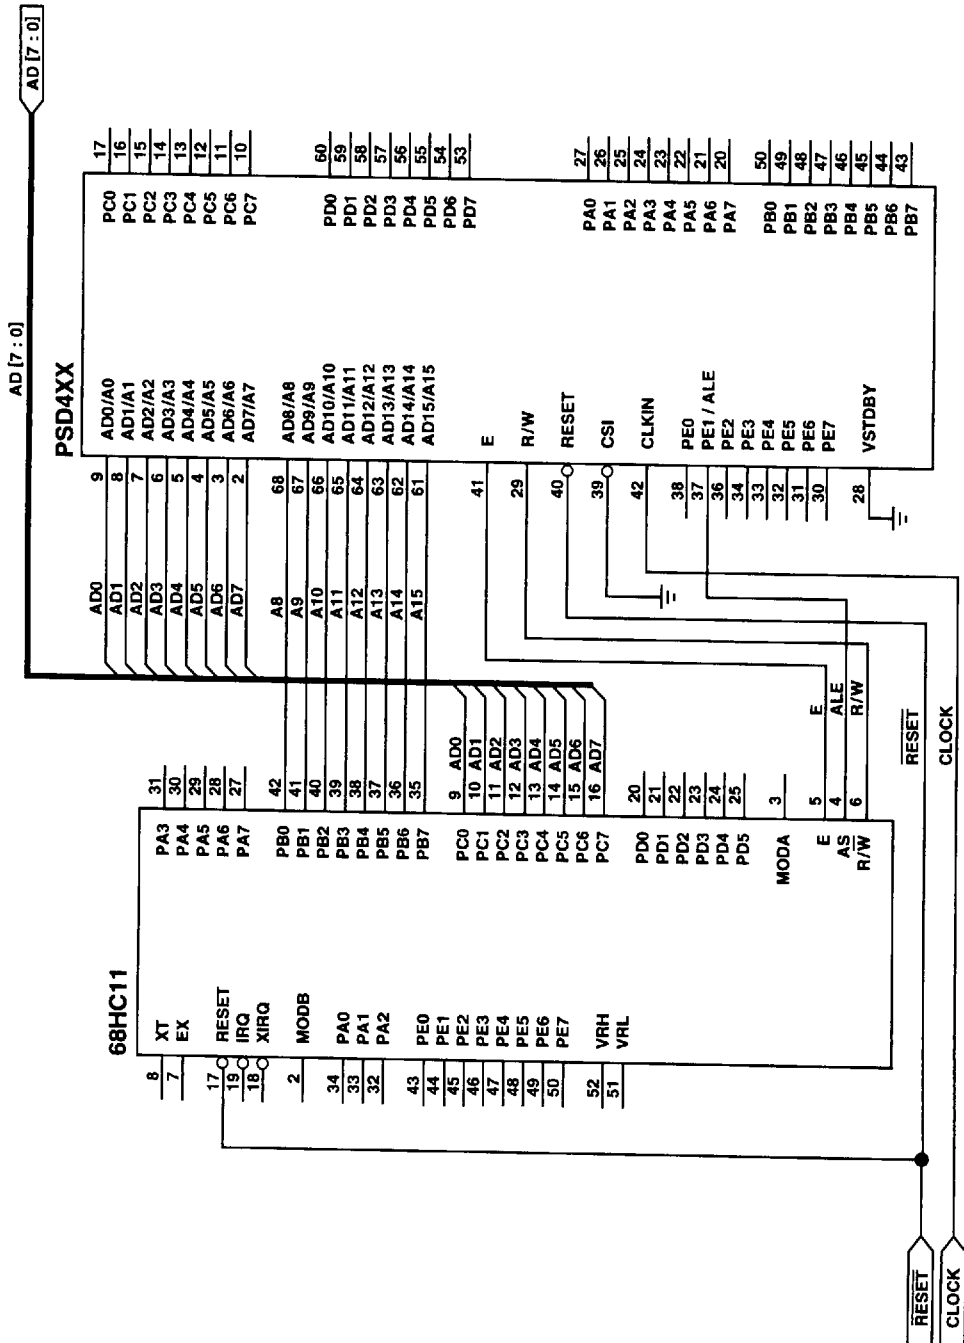 AD [7 : 0]
AD [7 : 0]
68HC11
8 XT
7 EX
17 RESET
19 IRQ
18 XIRQ
2 MODB
34 PA0
33 PA1
32 PA2
43 PE0
44 PE1
45 PE2
46 PE3
47 PE4
48 PE5
49 PE6
50 PE7
52 VRH
51 VRL
PA3 31
PA4 30
PA5 29
PA6 28
PA7 27
PB0 42
PB1 41
PB2 40
PB3 39
PB4 38
PB5 37
PB6 36
PB7 35
PC0 9 AD0
PC1 10 AD1
PC2 11 AD2
PC3 12 AD3
PC4 13 AD4
PC5 14 AD5
PC6 15 AD6
PC7 16 AD7
PD0 20
PD1 21
PD2 22
PD3 23
PD4 24
PD5 25
MODA 3
E 5 E
AS 4 ALE
R/W̅ 6 R/W
PSD4XX
AD0 9 AD0/A0
AD1 8 AD1/A1
AD2 7 AD2/A2
AD3 6 AD3/A3
AD4 5 AD4/A4
AD5 4 AD5/A5
AD6 3 AD6/A6
AD7 2 AD7/A7
A8 68 AD8/A8
A9 67 AD9/A9
A10 66 AD10/A10
A11 65 AD11/A11
A12 64 AD12/A12
A13 63 AD13/A13
A14 62 AD14/A14
A15 61 AD15/A15
41 E
29 R/W
40 RESET
39 CSI
42 CLKIN
38 PE0
37 PE1 / ALE
36 PE2
34 PE3
33 PE4
32 PE5
31 PE6
30 PE7
28 VSTDBY
PC0 17
PC1 16
PC2 15
PC3 14
PC4 13
PC5 12
PC6 11
PC7 10
PD0 60
PD1 59
PD2 58
PD3 57
PD4 56
PD5 55
PD6 54
PD7 53
PA0 27
PA1 26
PA2 25
PA3 24
PA4 23
PA5 22
PA6 21
PA7 20
PB0 50
PB1 49
PB2 48
PB3 47
PB4 46
PB5 45
PB6 44
PB7 43
RESET
RESET
CLOCK
CLOCK